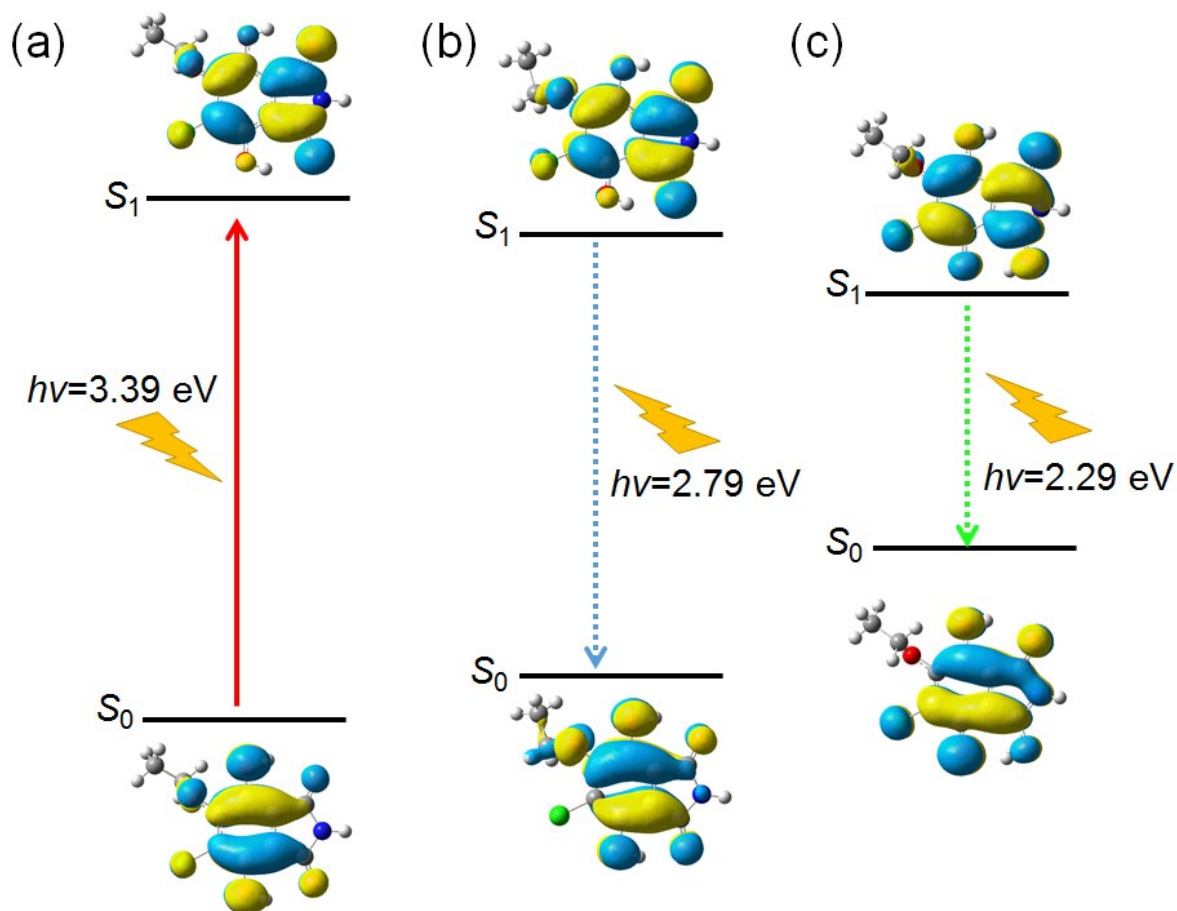 (a)
(b)
(c)
S₁
S₁
S₁
hν=3.39 eV
hν=2.79 eV
hν=2.29 eV
S₀
S₀
S₀